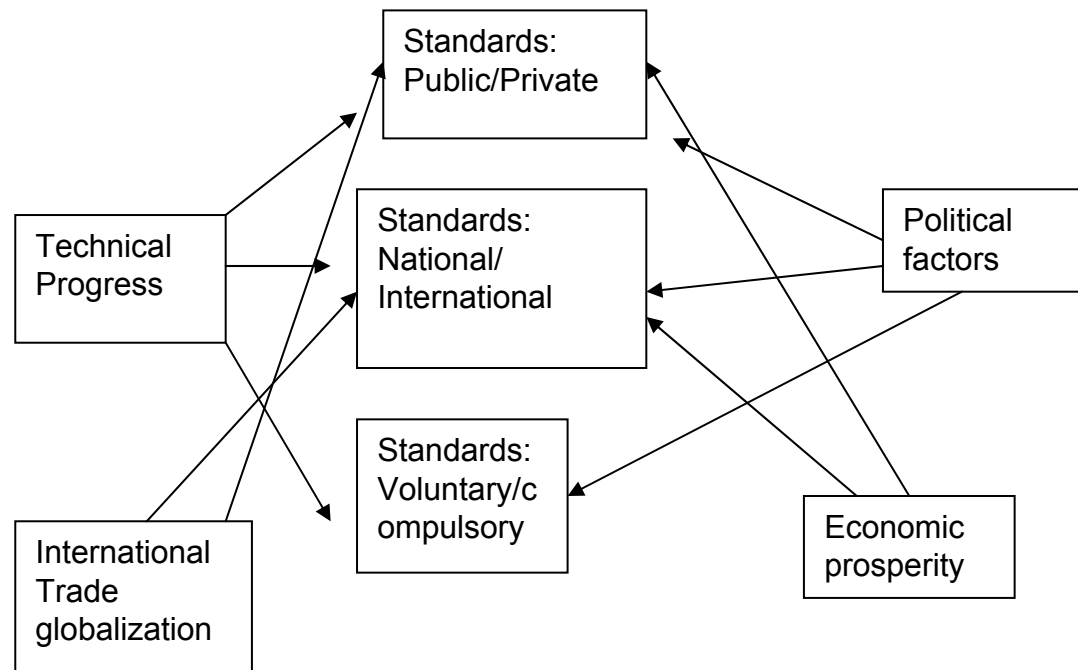 Standards:
Public/Private
Technical
Progress
Standards:
National/
International
Political
factors
Standards:
Voluntary/c
ompulsory
International
Trade
globalization
Economic
prosperity